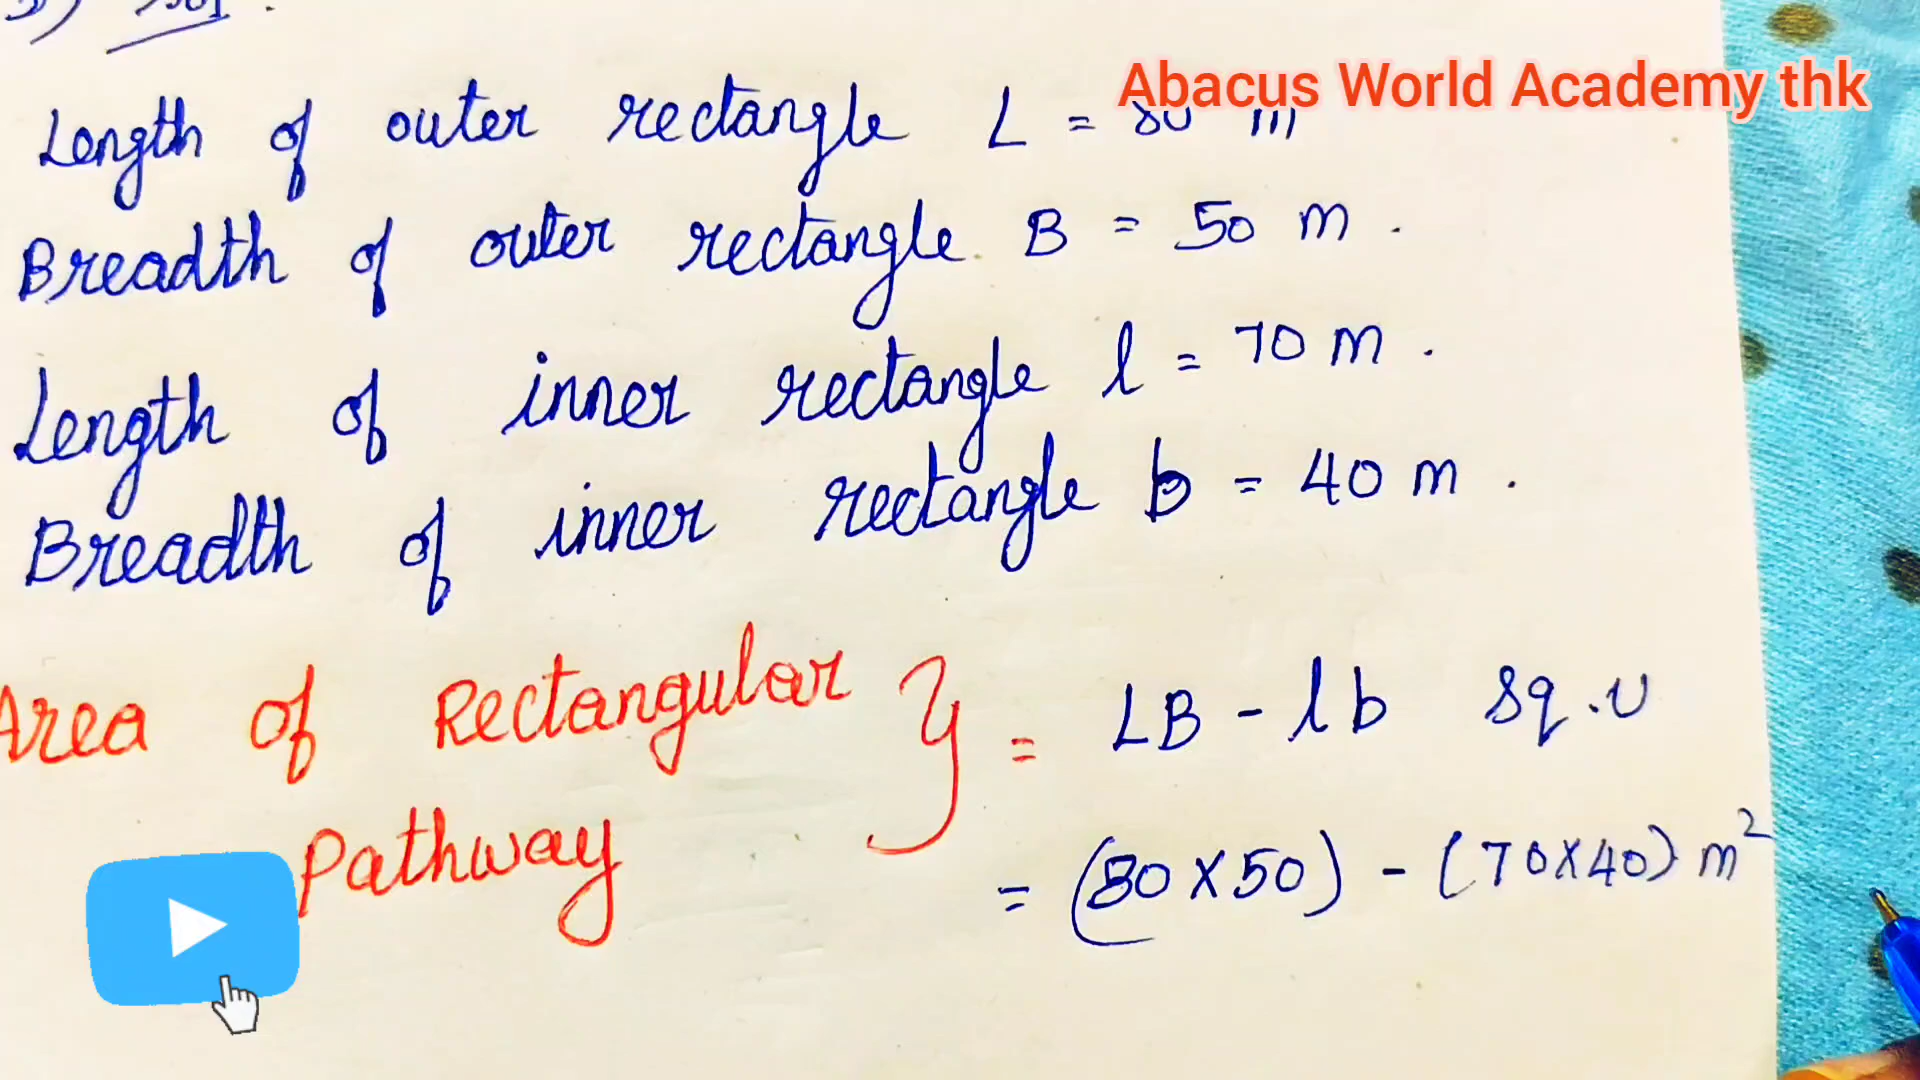 Abacus World Academy thk
Length of outer rectangle L = 80 m
Breadth of outer rectangle B = 50 m.
Length of inner rectangle l = 70 m.
Breadth of inner rectangle b = 40 m.
Area of Rectangular Pathway } = LB - lb sq.u
= (80 x 50) - (70x40) m²